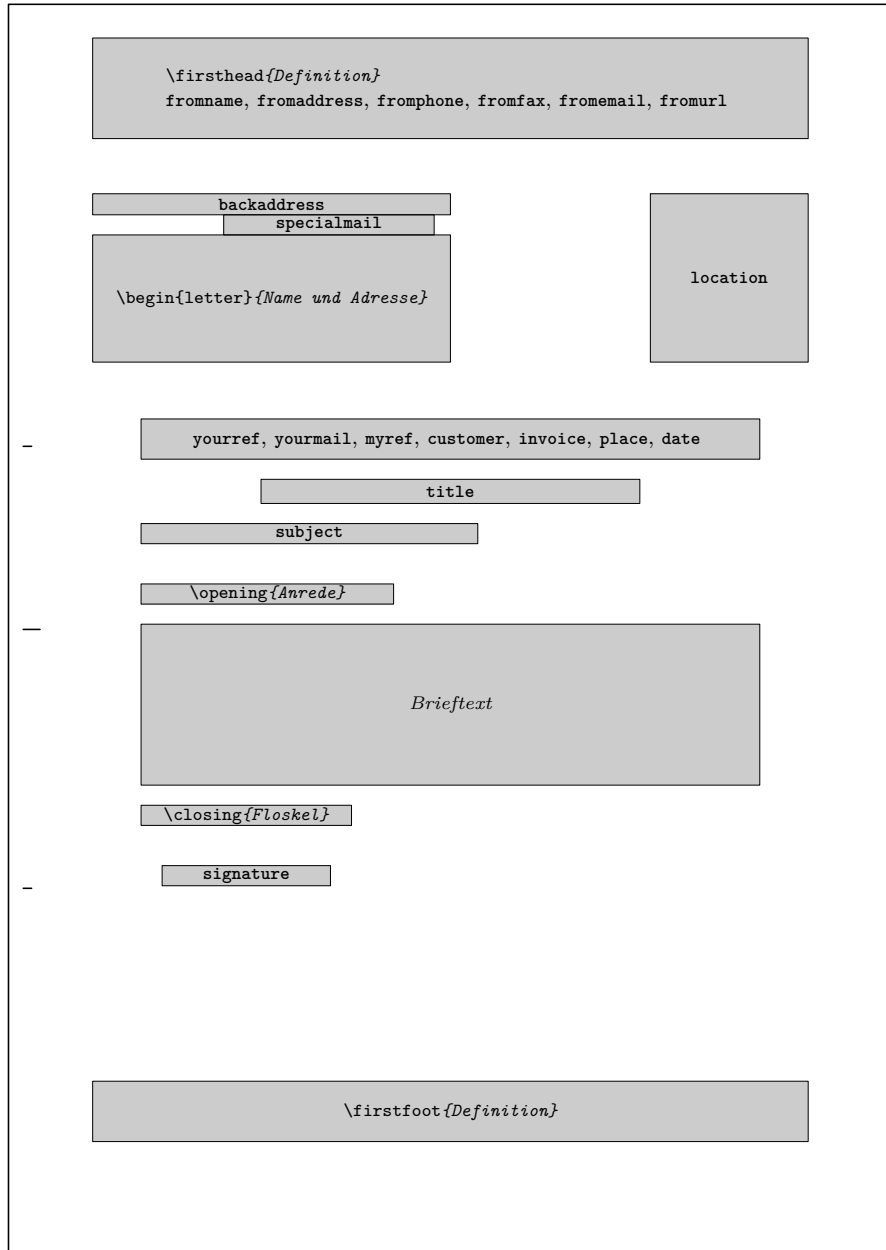 \firsthead{Definition}
fromname, fromaddress, fromphone, fromfax, fromemail, fromurl
backaddress
specialmail
\begin{letter}{Name und Adresse}
location
yourref, yourmail, myref, customer, invoice, place, date
title
subject
\opening{Anrede}
Brieftext
\closing{Floskel}
signature
\firstfoot{Definition}